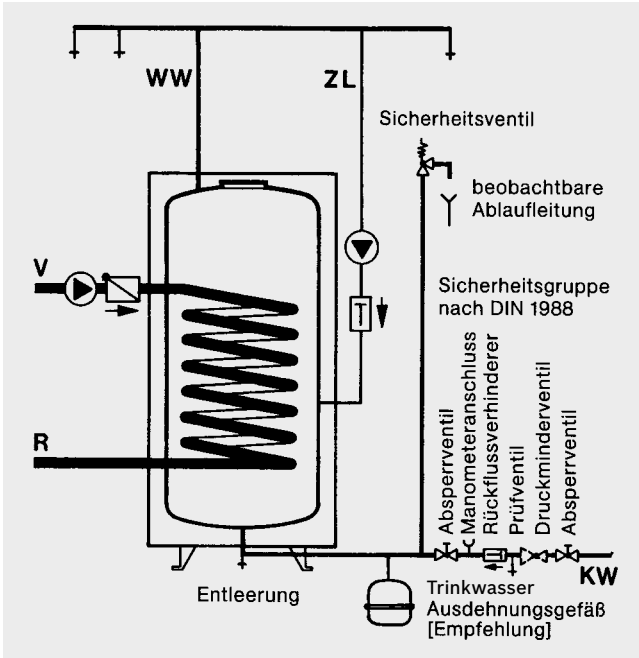 WW
ZL
Sicherheitsventil
beobachtbare
Ablaufleitung
V
Sicherheitsgruppe
nach DIN 1988
R
Absperrventil
Manometeranschluss
Rückflussverhinderer
Prüfventil
Druckminderventil
Absperrventil
KW
Entleerung
Trinkwasser
Ausdehnungsgefäß
[Empfehlung]